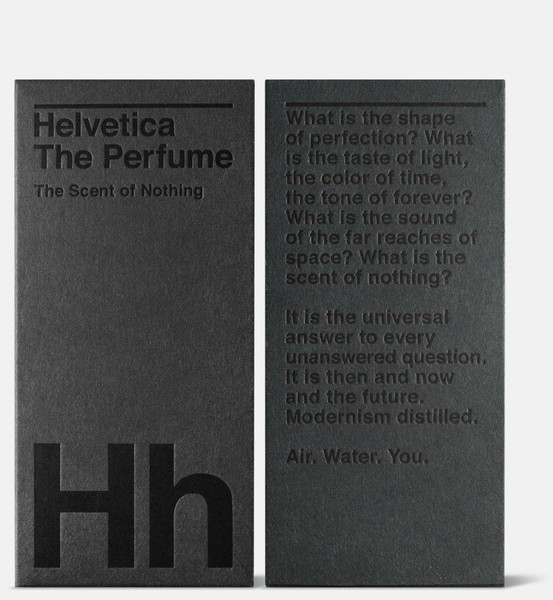 Helvetica
The Perfume
The Scent of Nothing
Hh
What is the shape
of perfection? What
is the taste of light,
the color of time,
the tone of forever?
What is the sound
of the far reaches of
space? What is the
scent of nothing?
It is the universal
answer to every
unanswered question.
It is then and now
and the future.
Modernism distilled.
Air. Water. You.